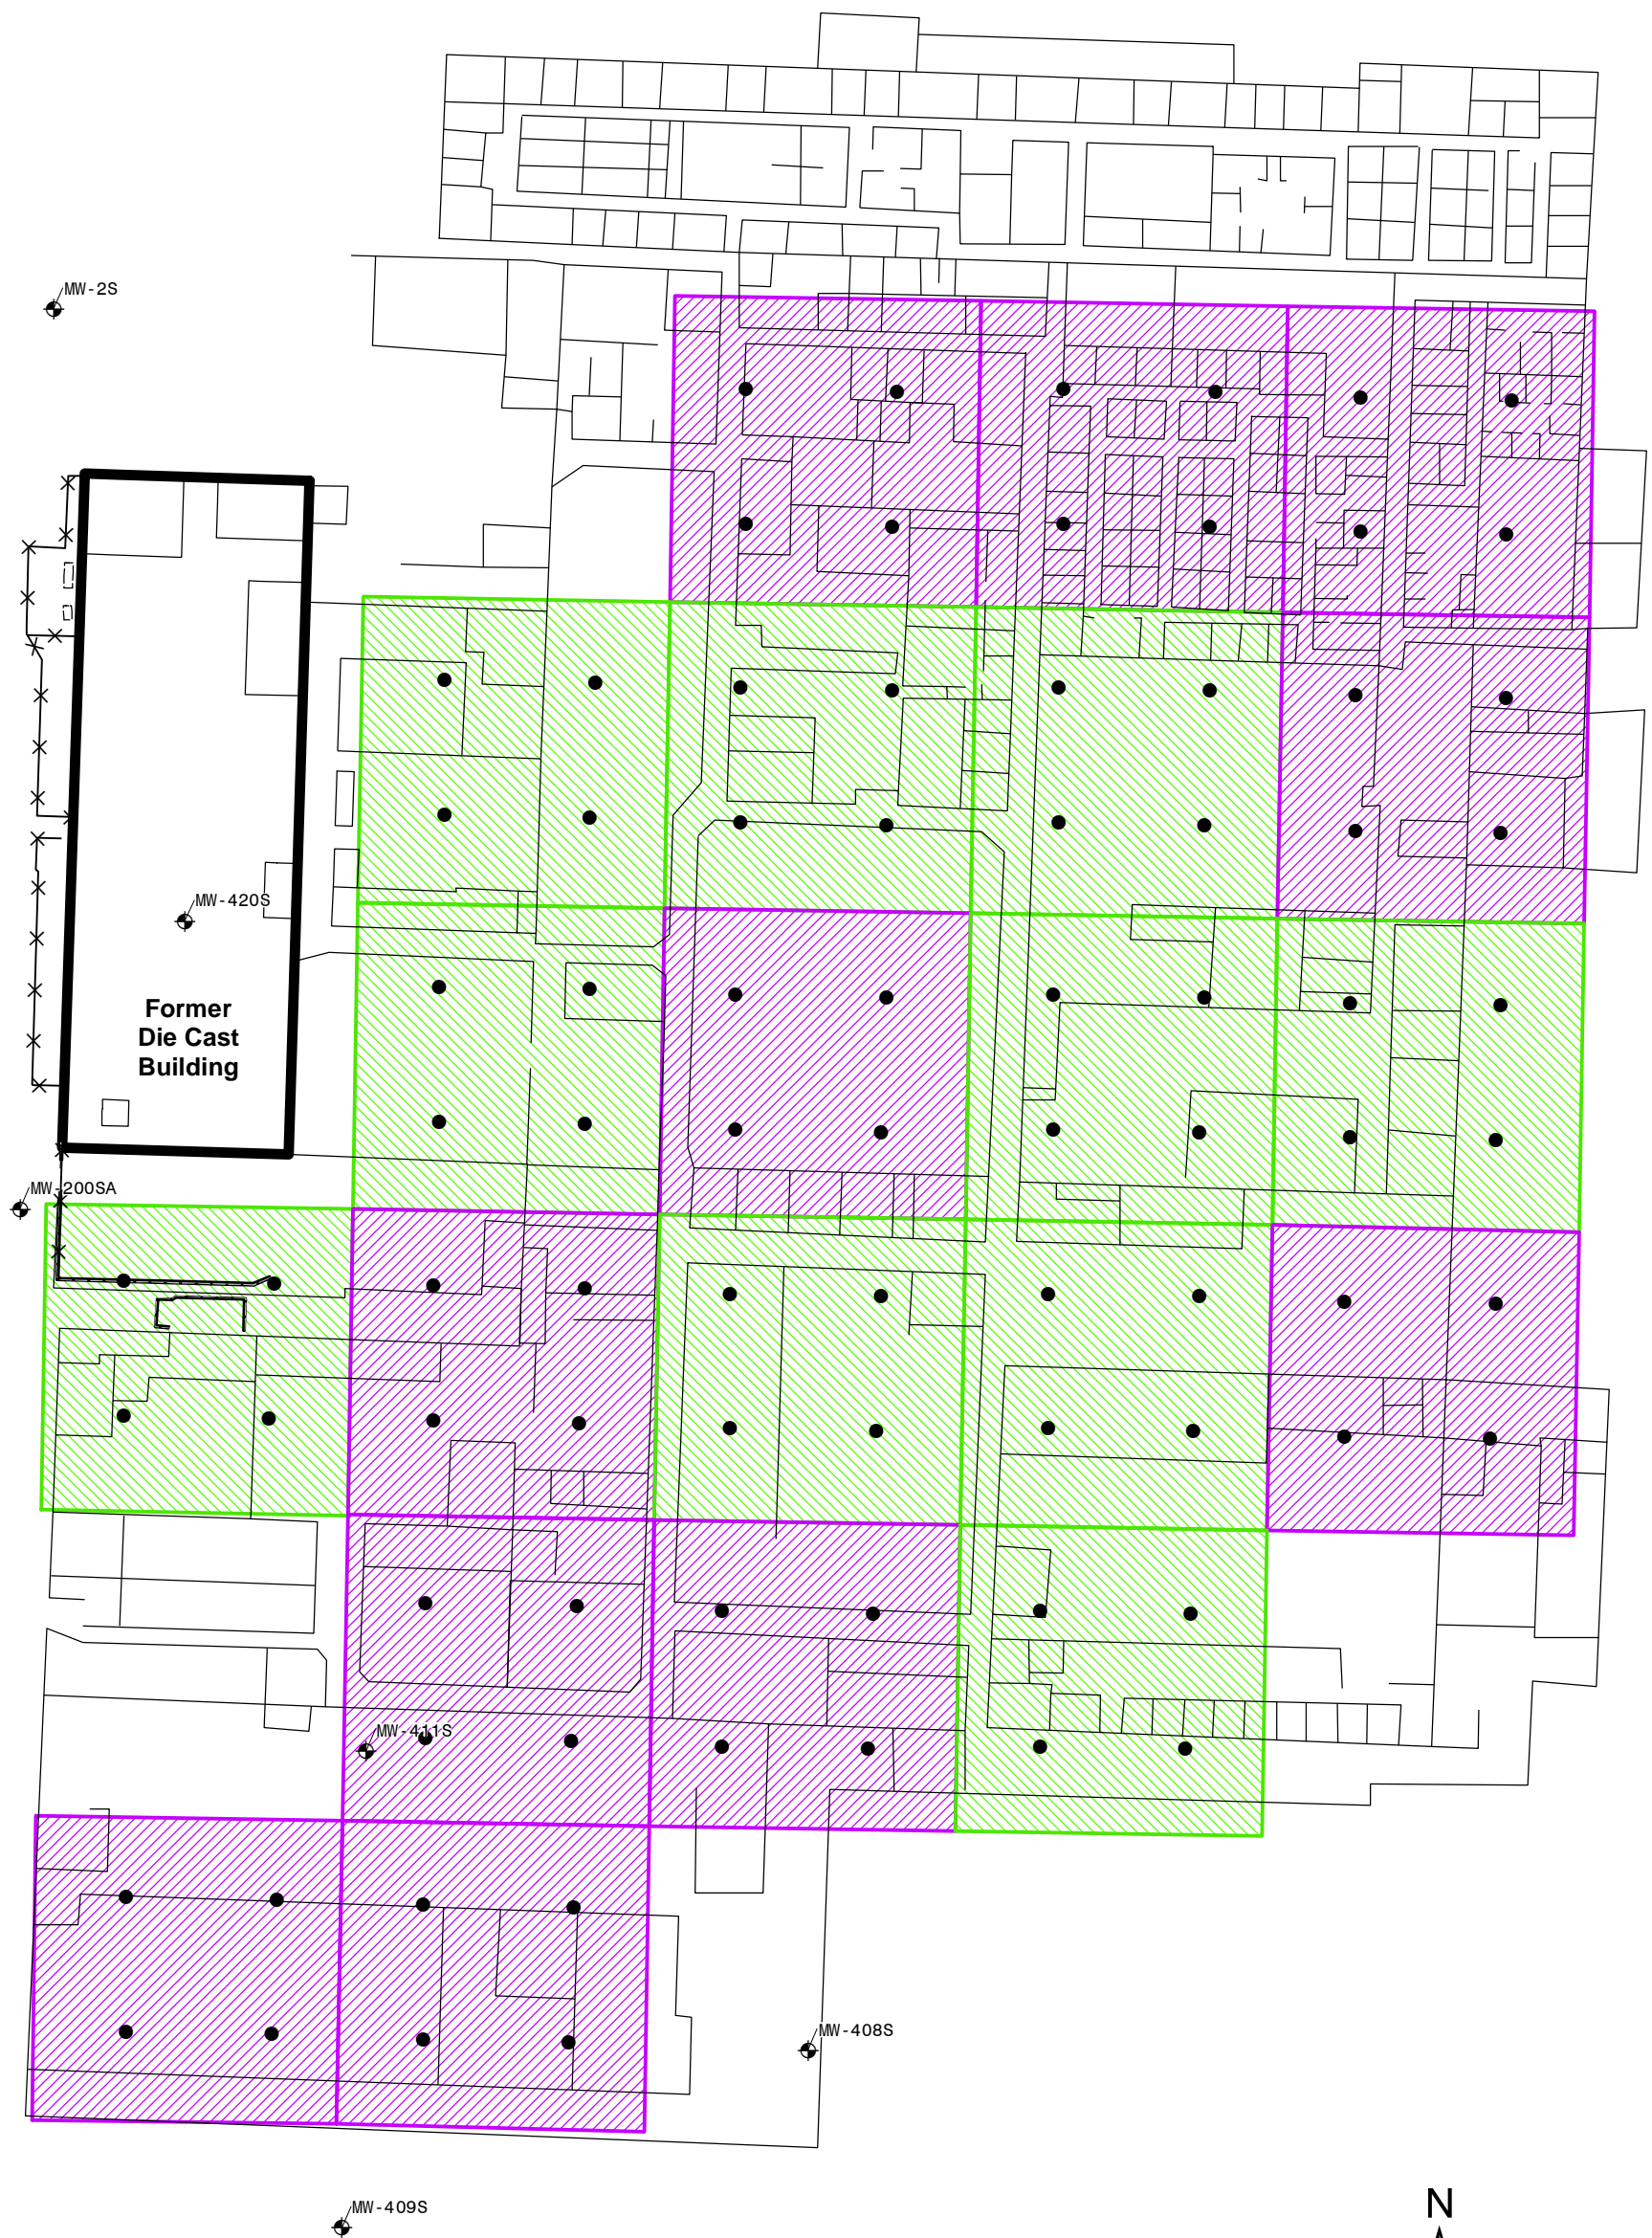 MW-2S
MW-420S
Former
Die Cast
Building
MW-200SA
MW-411S
MW-408S
MW-409S
N